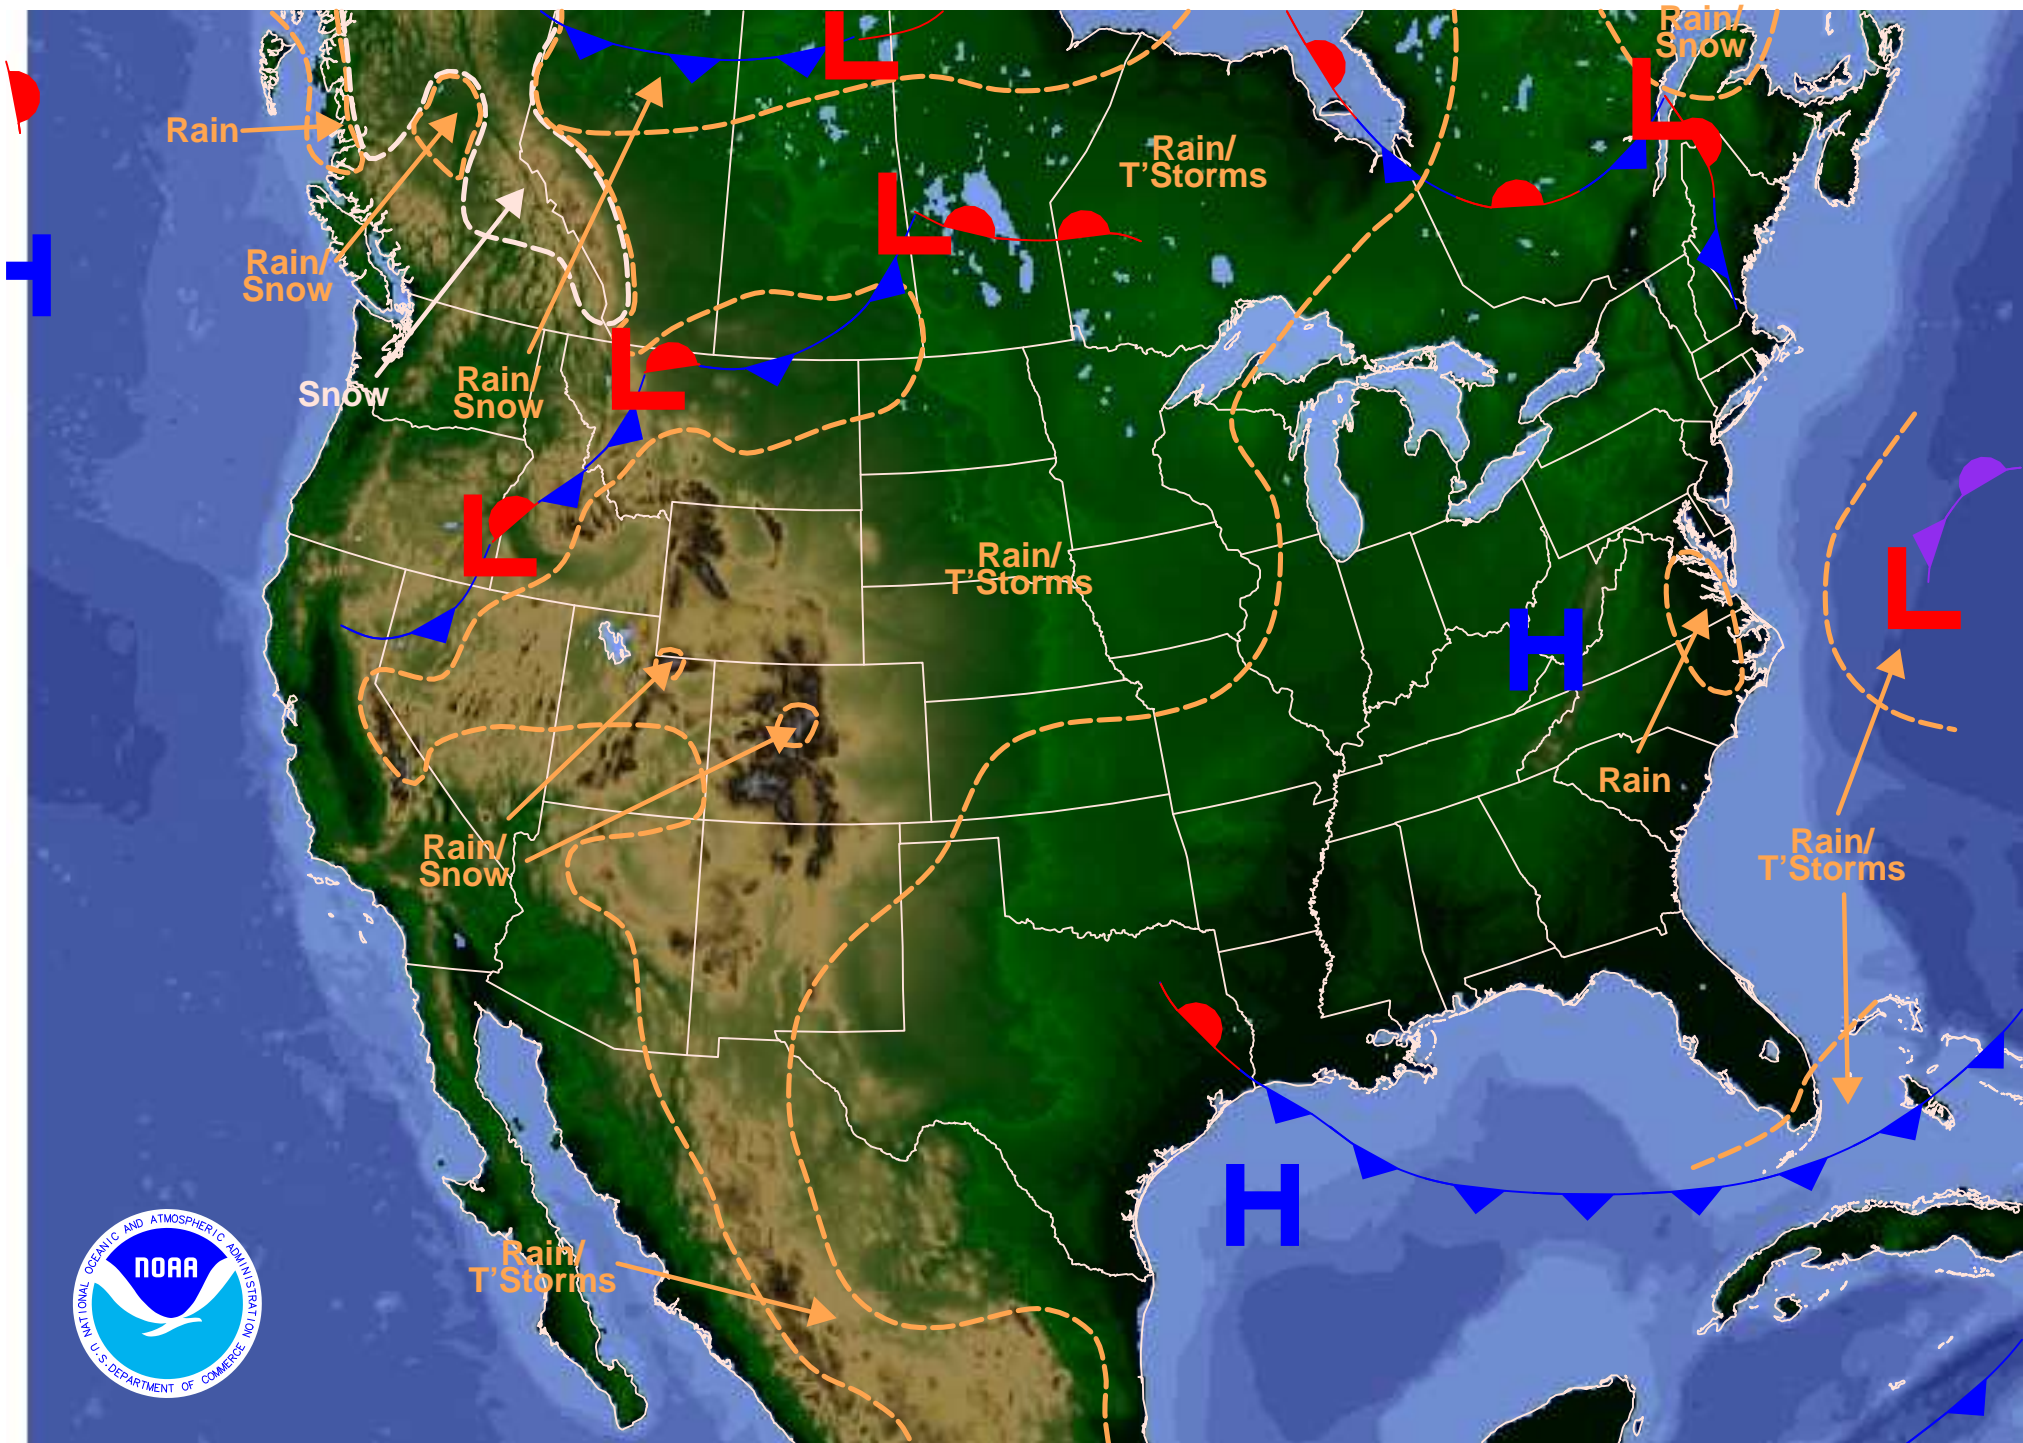 Rain/
Snow
L
L
Rain
Rain/
T'Storms
L
H
Rain/
Snow
L
Snow
Rain/
Snow
L
Rain/
T'Storms
L
H
Rain
Rain/
Snow
Rain/
T'Storms
H
Rain/
T'Storms
NATIONAL OCEANIC AND ATMOSPHERIC ADMINISTRATION
NOAA
U.S. DEPARTMENT OF COMMERCE